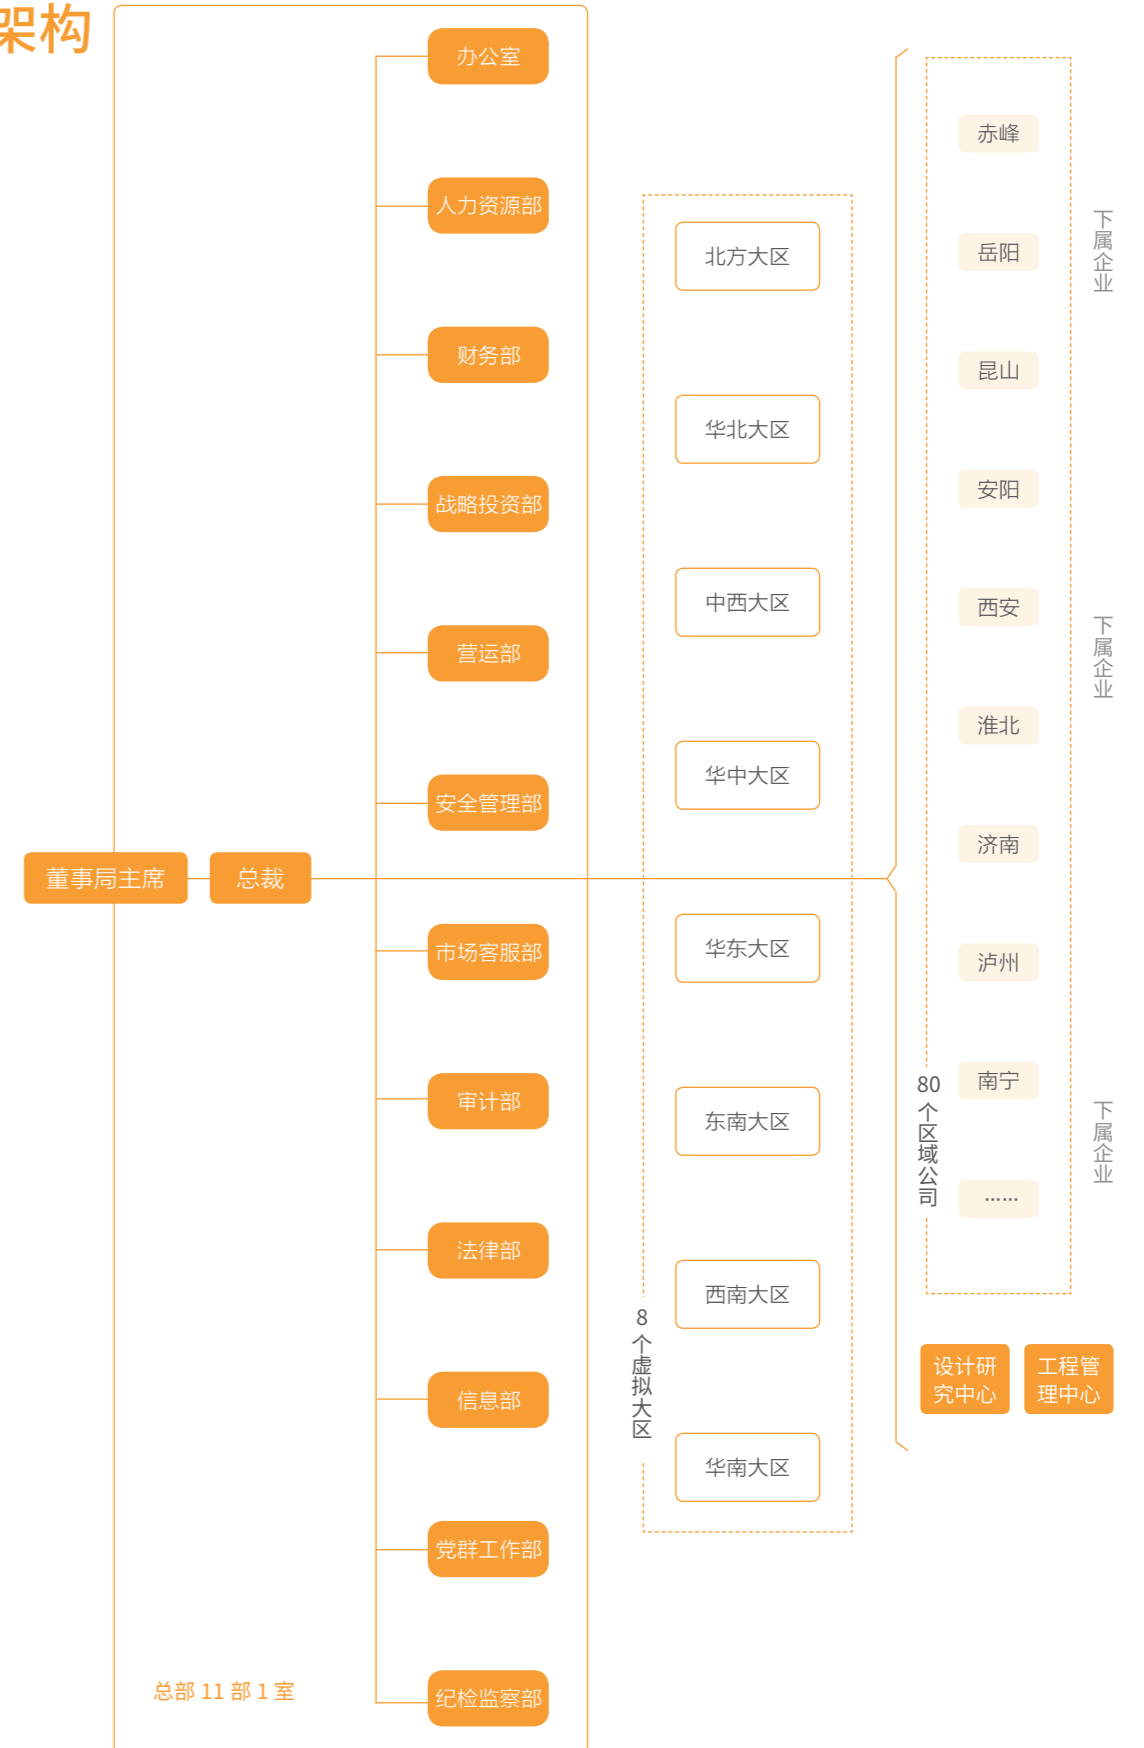 架构
董事局主席
总裁
办公室
人力资源部
财务部
战略投资部
营运部
安全管理部
市场客服部
审计部
法律部
信息部
党群工作部
纪检监察部
总部 11 部 1 室
北方大区
华北大区
中西大区
华中大区
华东大区
东南大区
西南大区
华南大区
8个虚拟大区
赤峰
岳阳
昆山
安阳
西安
淮北
济南
泸州
南宁
……
80个区域公司
下属企业
下属企业
下属企业
设计研
究中心
工程管
理中心